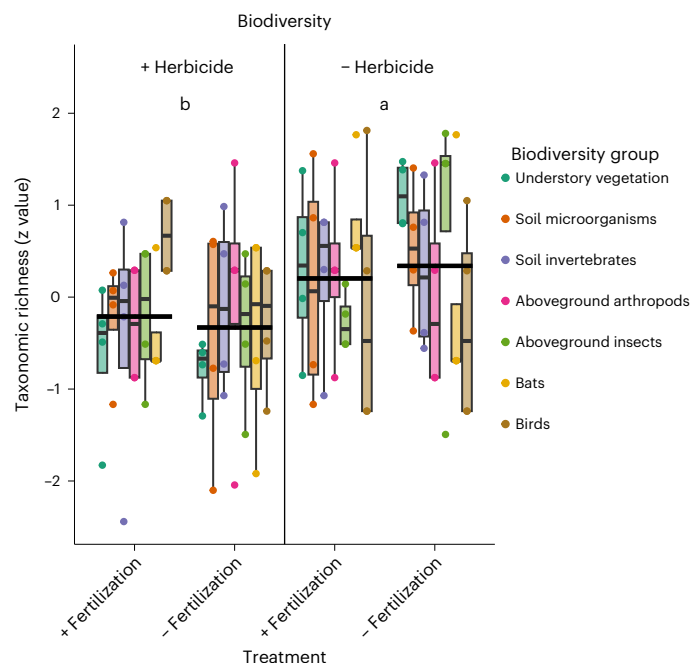 Biodiversity
+ Herbicide
– Herbicide
b
a
Taxonomic richness (z value)
2
1
0
–1
–2
+ Fertilization
– Fertilization
+ Fertilization
– Fertilization
Treatment
Biodiversity group
Understory vegetation
Soil microorganisms
Soil invertebrates
Aboveground arthropods
Aboveground insects
Bats
Birds